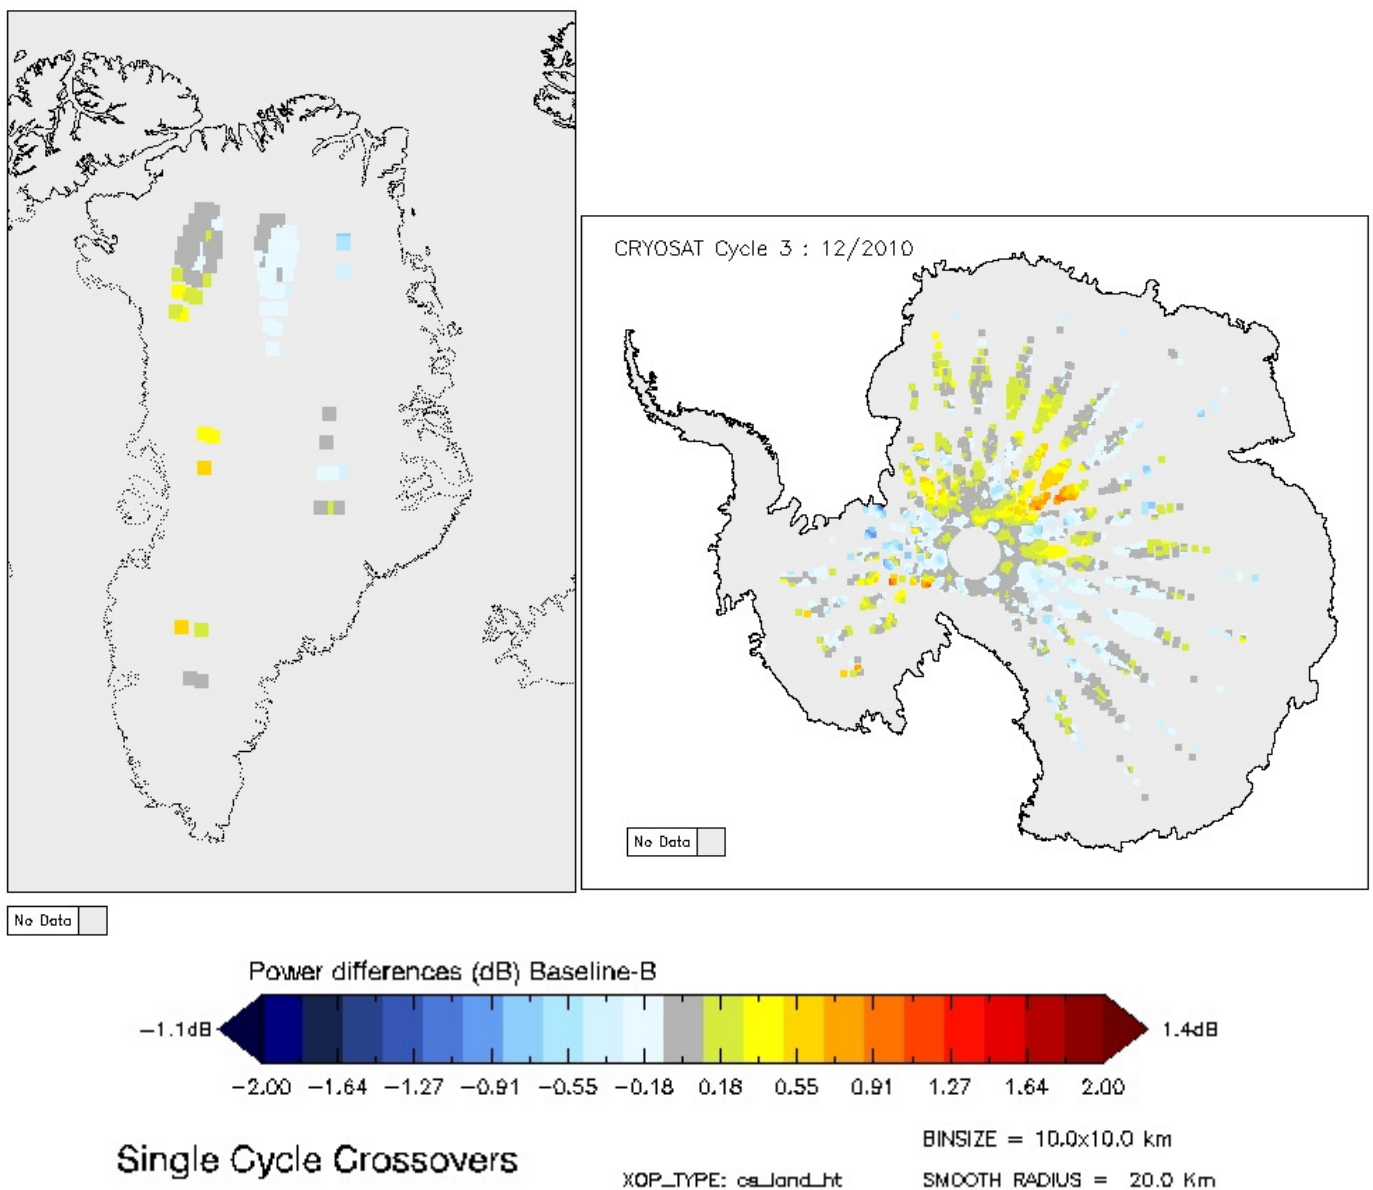 CRYOSAT Cycle 3 : 12/2010
No Data
No Data
Power differences (dB) Baseline-B
-1.1dB
1.4dB
-2.00 -1.64 -1.27 -0.91 -0.55 -0.18 0.18 0.55 0.91 1.27 1.64 2.00
BINSIZE = 10.0x10.0 km
Single Cycle Crossovers
XOP_TYPE: cs_land_ht
SMOOTH RADIUS = 20.0 Km